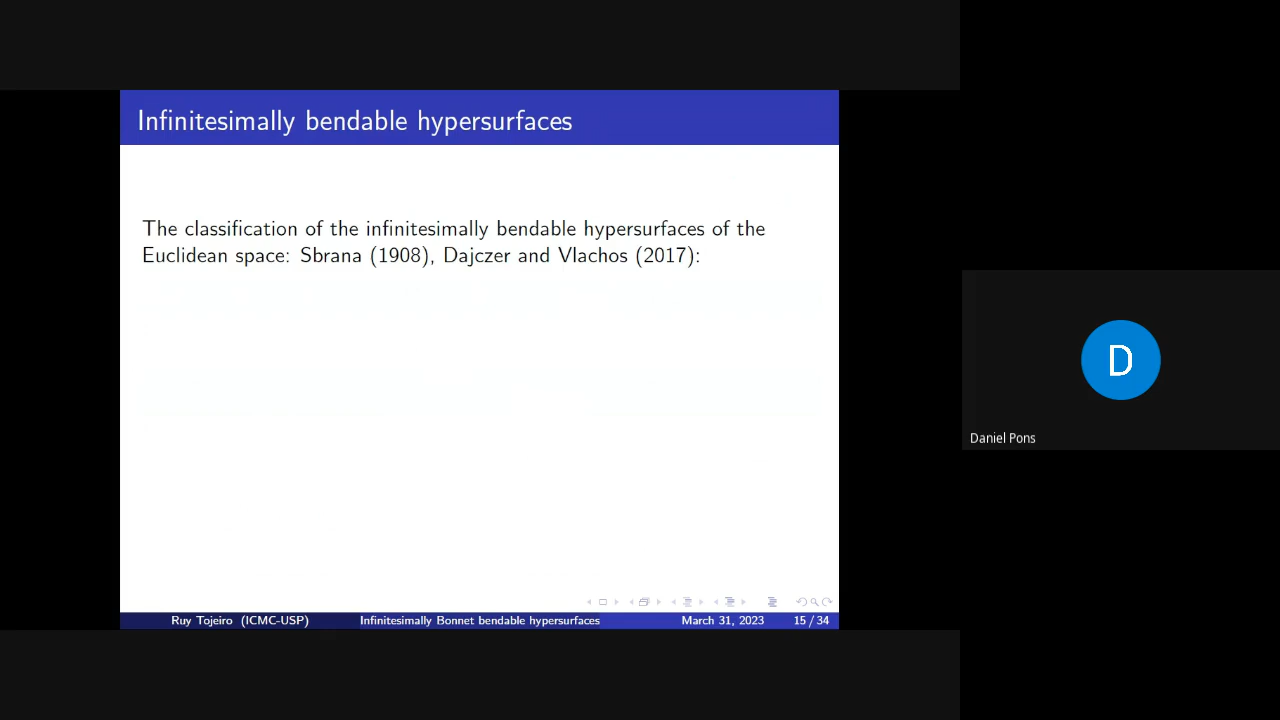 Infinitesimally bendable hypersurfaces
The classification of the infinitesimally bendable hypersurfaces of the
Euclidean space: Sbrana (1908), Dajczer and Vlachos (2017):
D
Daniel Pons
Ruy Tojeiro (ICMC-USP) Infinitesimally Bonnet bendable hypersurfaces March 31, 2023 15 / 34